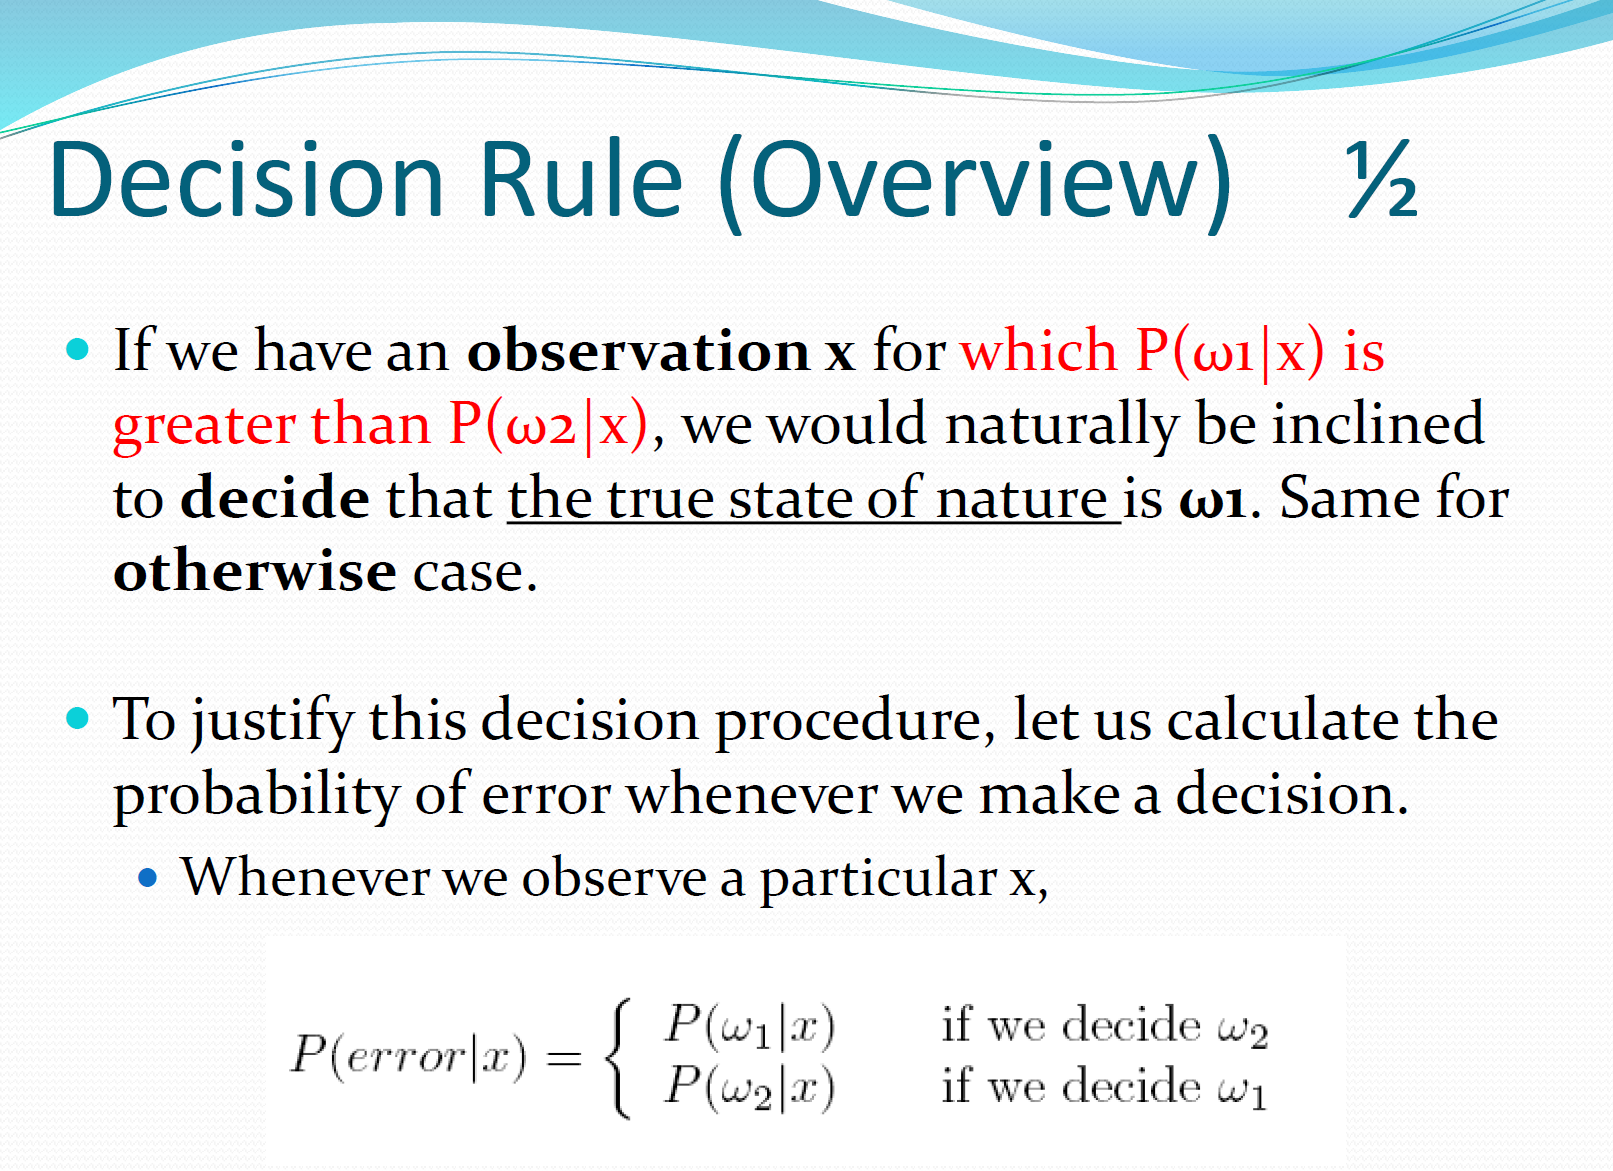 Decision Rule (Overview) ½
• If we have an observation x for which P(ω1|x) is
greater than P(ω2|x), we would naturally be inclined
to decide that the true state of nature is ω1. Same for
otherwise case.
• To justify this decision procedure, let us calculate the
probability of error whenever we make a decision.
• Whenever we observe a particular x,
P(error|x) = { P(ω₁|x) if we decide ω₂
P(ω₂|x) if we decide ω₁